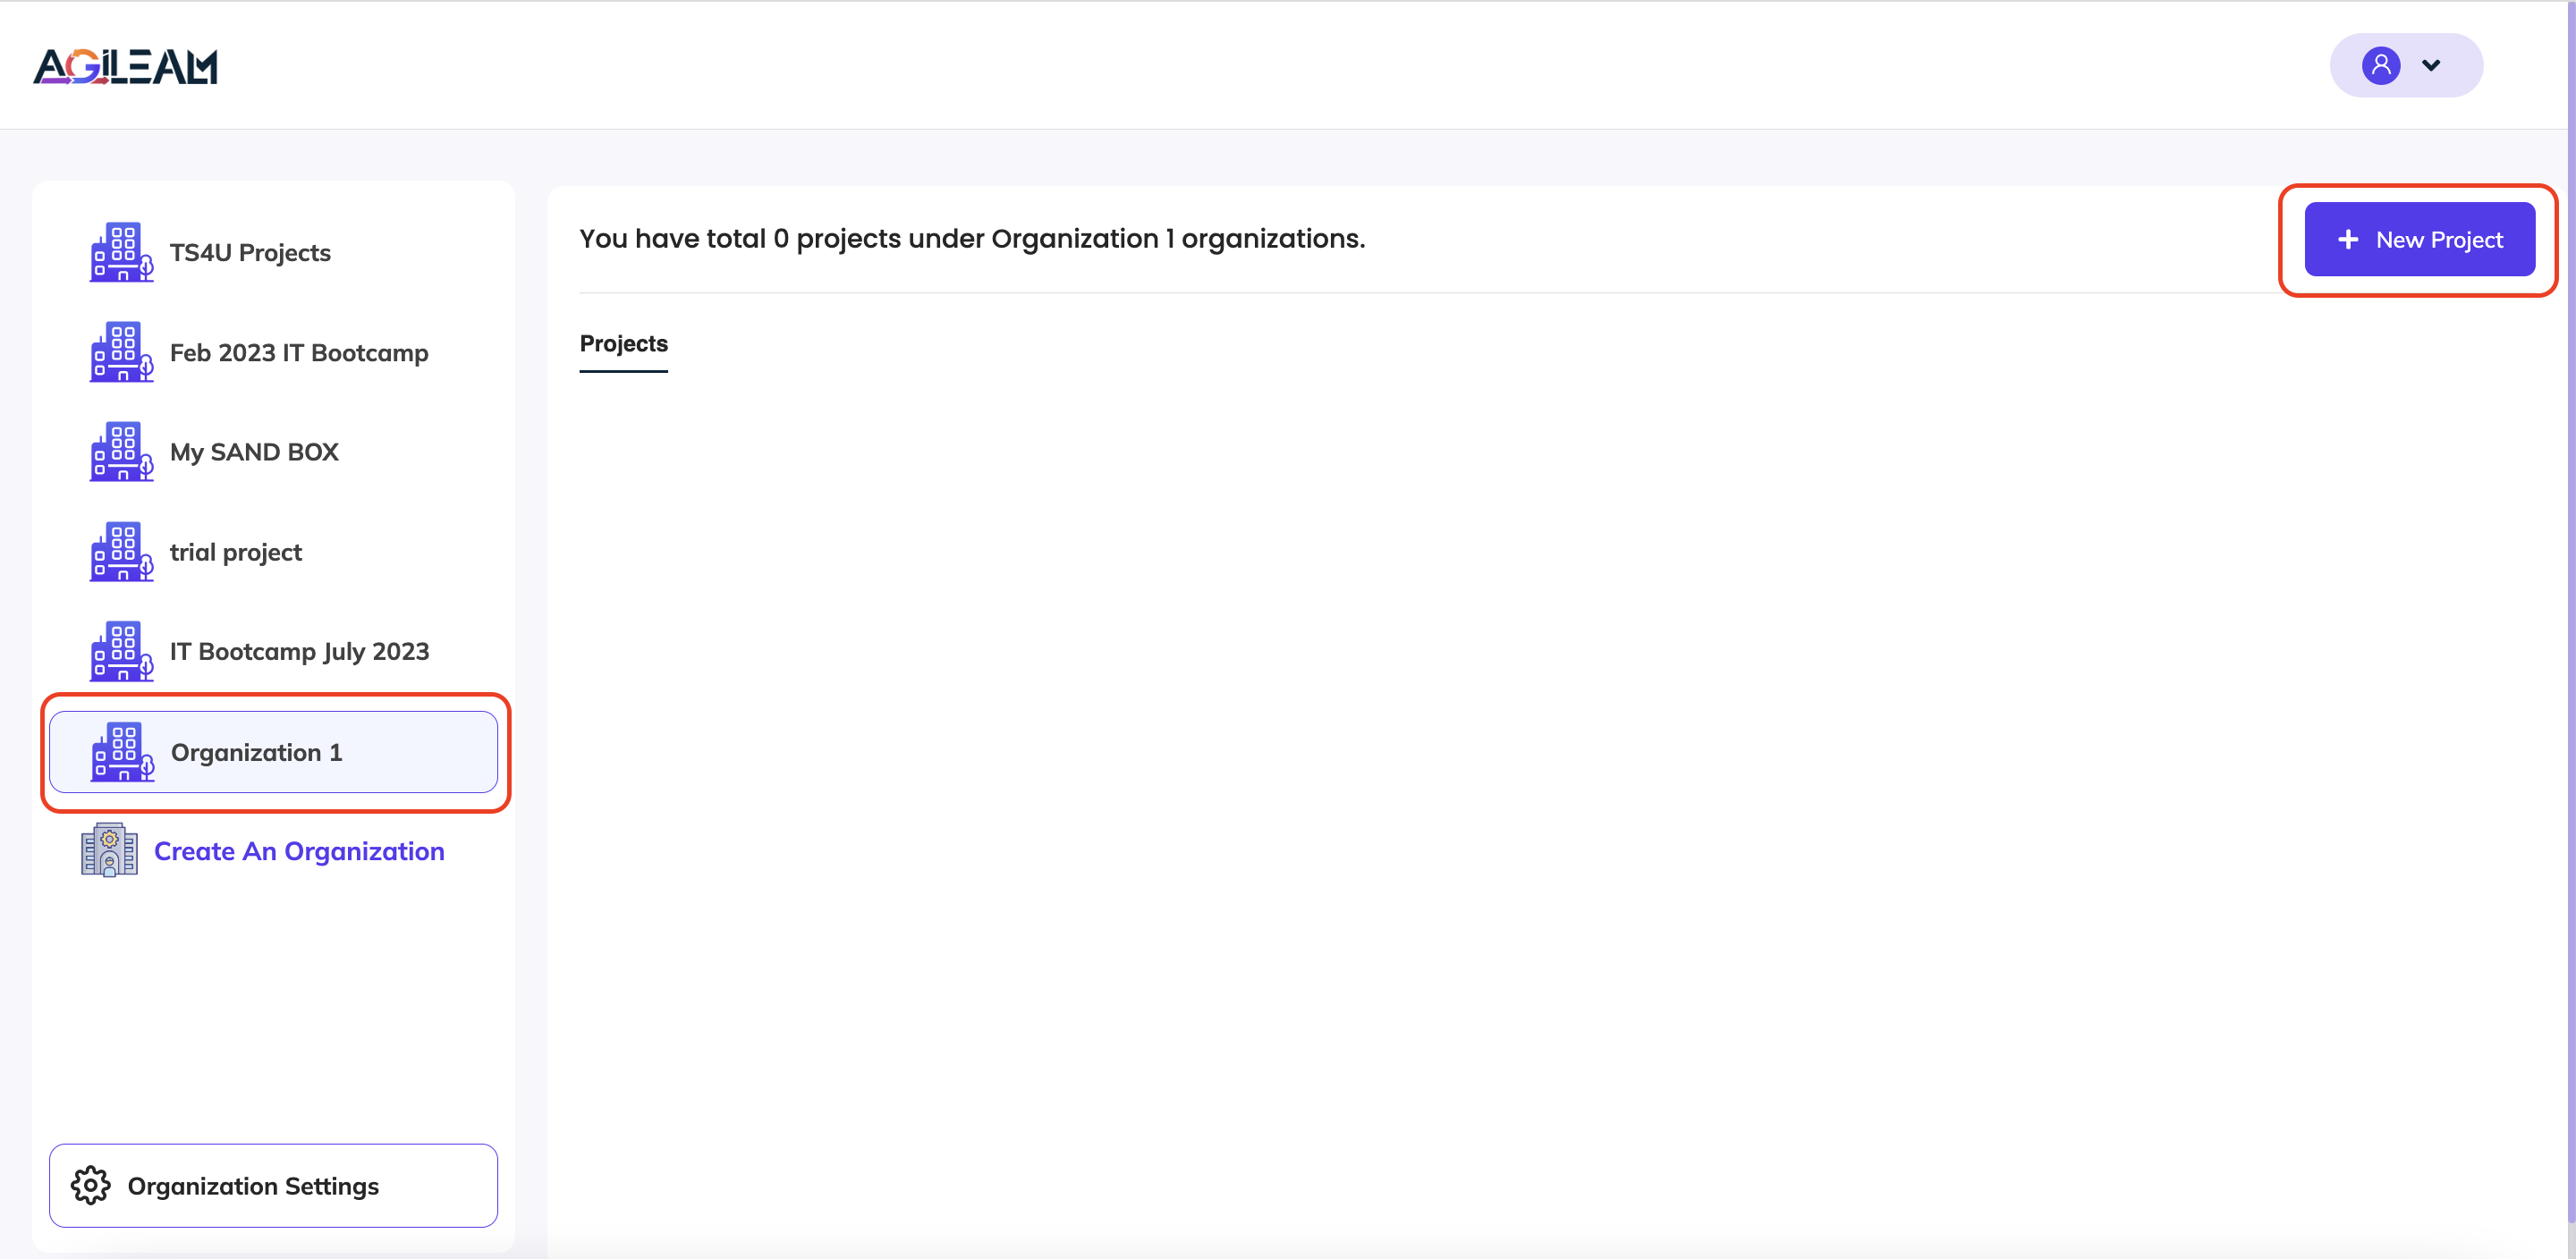 AGiLEAM
TS4U Projects
Feb 2023 IT Bootcamp
My SAND BOX
trial project
IT Bootcamp July 2023
Organization 1
Create An Organization
Organization Settings
You have total 0 projects under Organization 1 organizations.
+ New Project
Projects